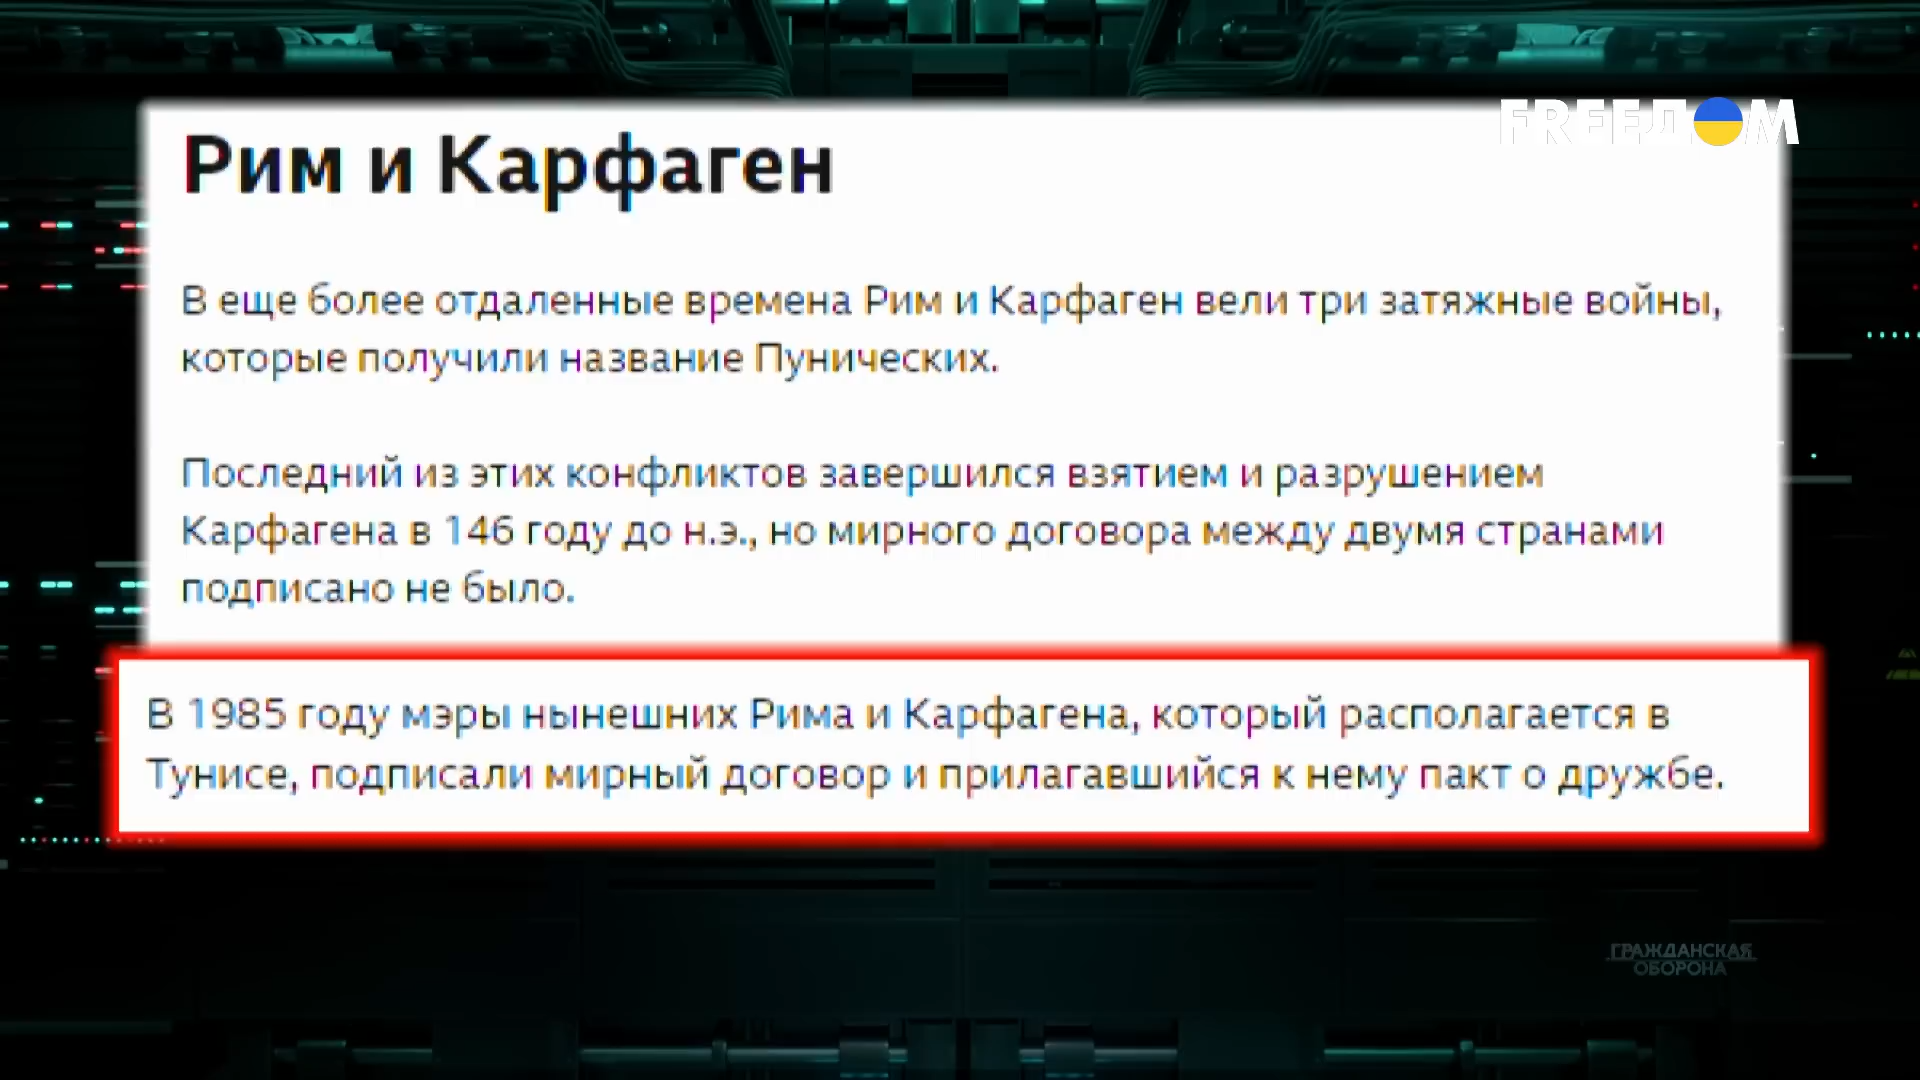 FREEДOM
Рим и Карфаген
В еще более отдаленные времена Рим и Карфаген вели три затяжные войны,
которые получили название Пунических.
Последний из этих конфликтов завершился взятием и разрушением
Карфагена в 146 году до н.э., но мирного договора между двумя странами
подписано не было.
В 1985 году мэры нынешних Рима и Карфагена, который располагается в
Тунисе, подписали мирный договор и прилагавшийся к нему пакт о дружбе.
ГРАЖДАНСКАЯ
ОБОРОНА